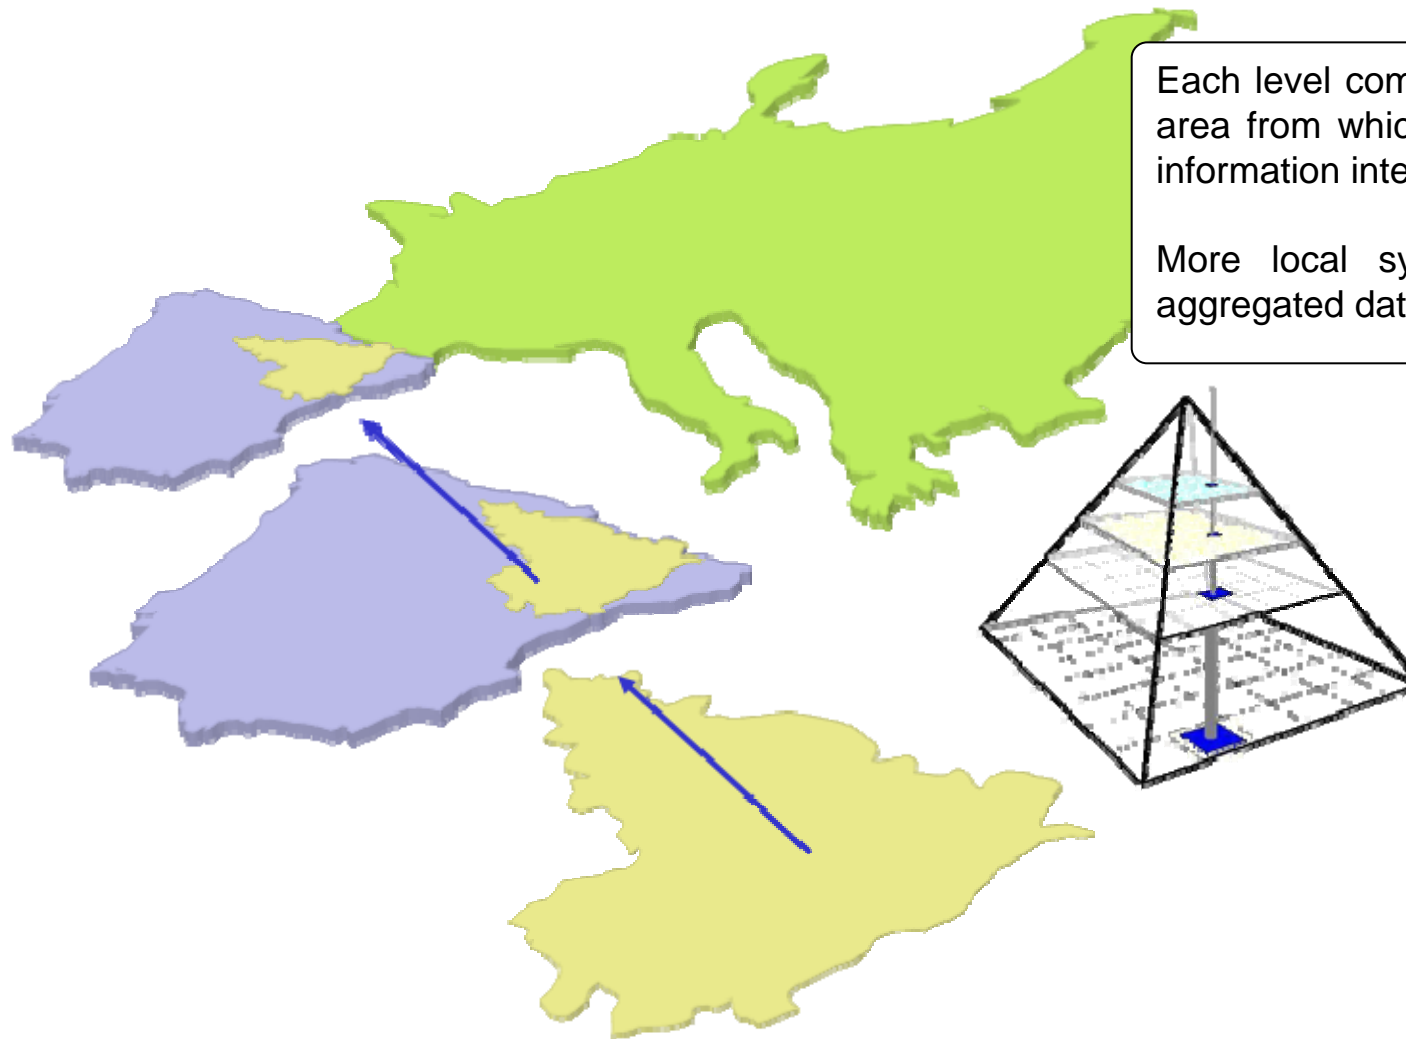 Each level com
area from whic
information inte
More local sy
aggregated dat